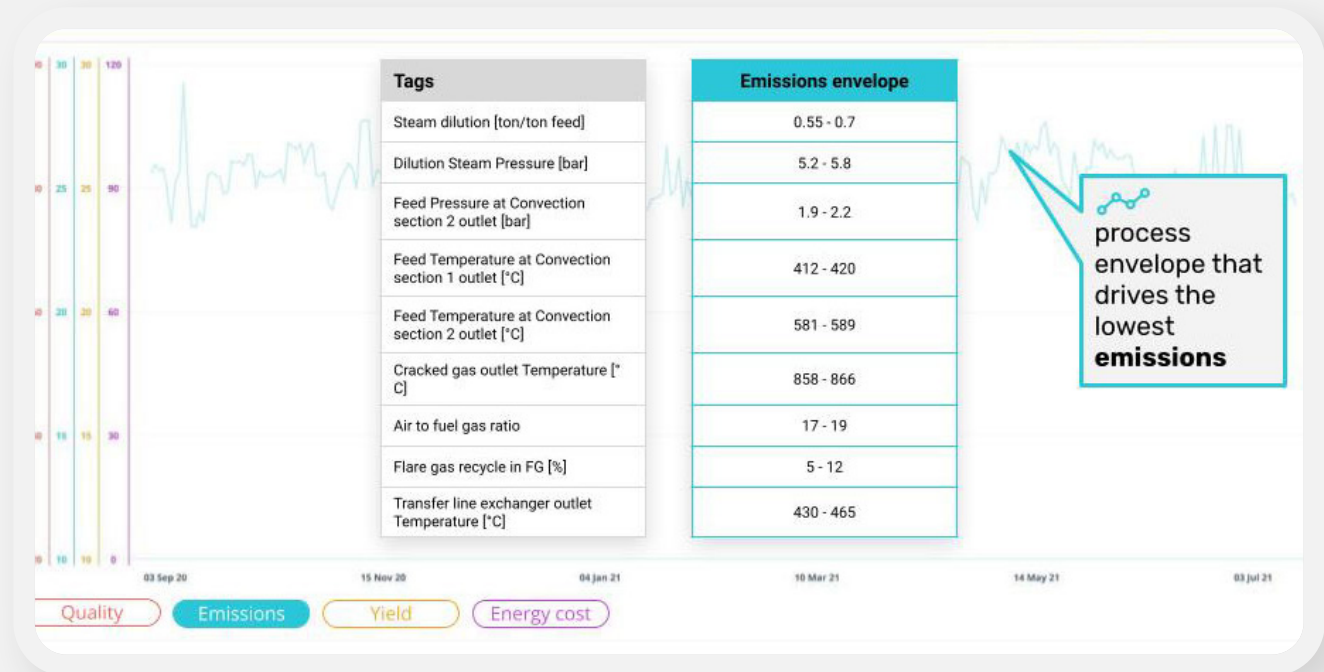 30 30 120
Tags
Emissions envelope
Steam dilution [ton/ton feed]
0.55 - 0.7
Dilution Steam Pressure [bar]
5.2 - 5.8
25 25 90
Feed Pressure at Convection
section 2 outlet [bar]
1.9 - 2.2
process
envelope that
drives the
lowest
emissions
Feed Temperature at Convection
section 1 outlet [°C]
412 - 420
20 20 60
Feed Temperature at Convection
section 2 outlet [°C]
581 - 589
Cracked gas outlet Temperature [°
C]
858 - 866
15 15 30
Air to fuel gas ratio
17 - 19
Flare gas recycle in FG [%]
5 - 12
Transfer line exchanger outlet
Temperature [°C]
430 - 465
10 10 0
03 Sep 20
15 Nov 20
04 Jan 21
10 Mar 21
14 May 21
03 Jul 21
Quality
Emissions
Yield
Energy cost